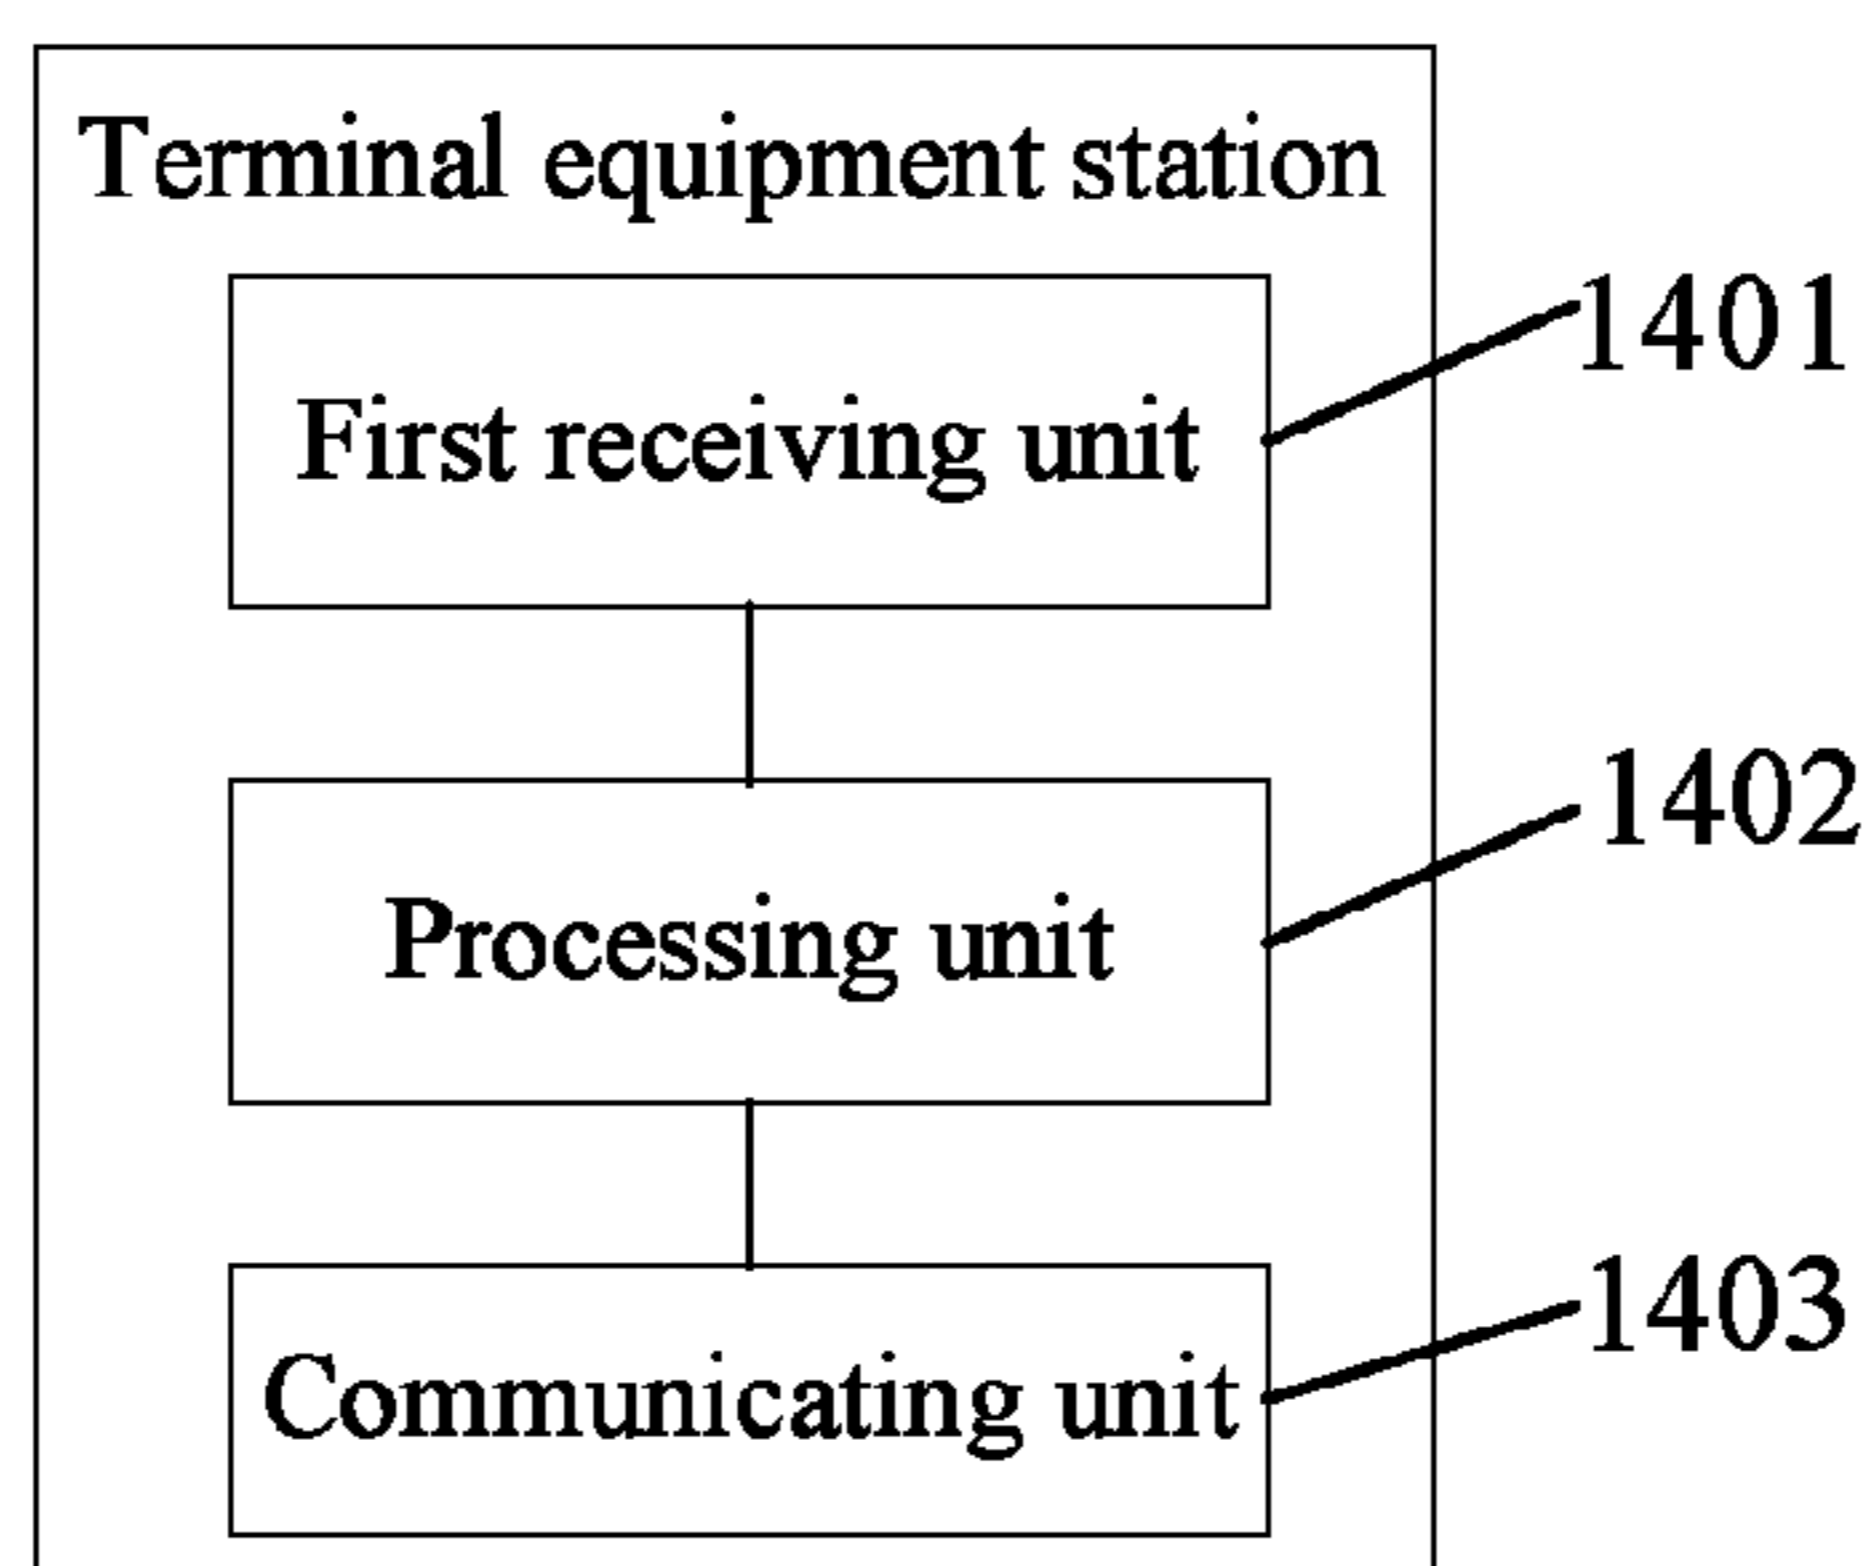 Terminal equipment station
First receiving unit
1401
Processing unit
1402
Communicating unit
1403